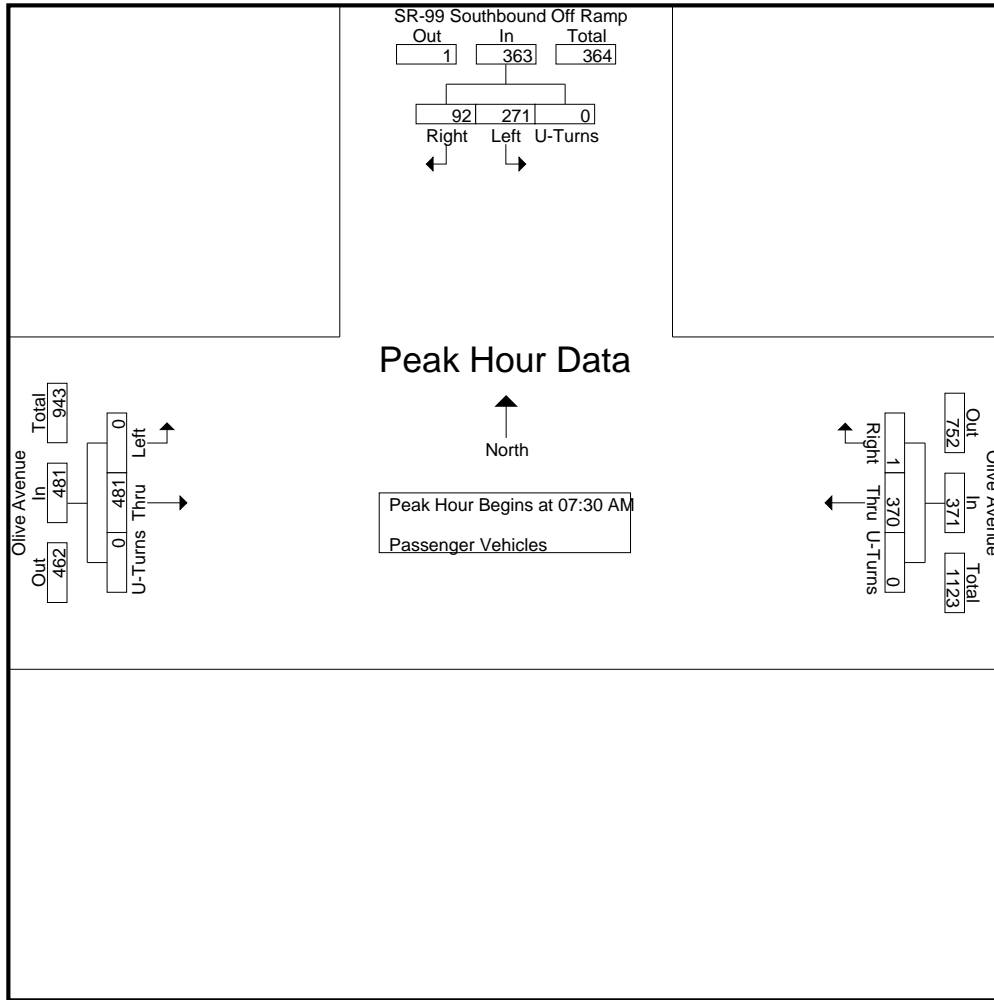 SR-99 Southbound Off Ramp
Out In Total
1 363 364
92 271 0
Right Left U-Turns
Peak Hour Data
North
Peak Hour Begins at 07:30 AM
Passenger Vehicles
Olive Avenue
Out In Total
462 481 943
0 481 0
Left Thru U-Turns
Olive Avenue
Out In Total
752 371 1123
1 370 0
Right Thru U-Turns